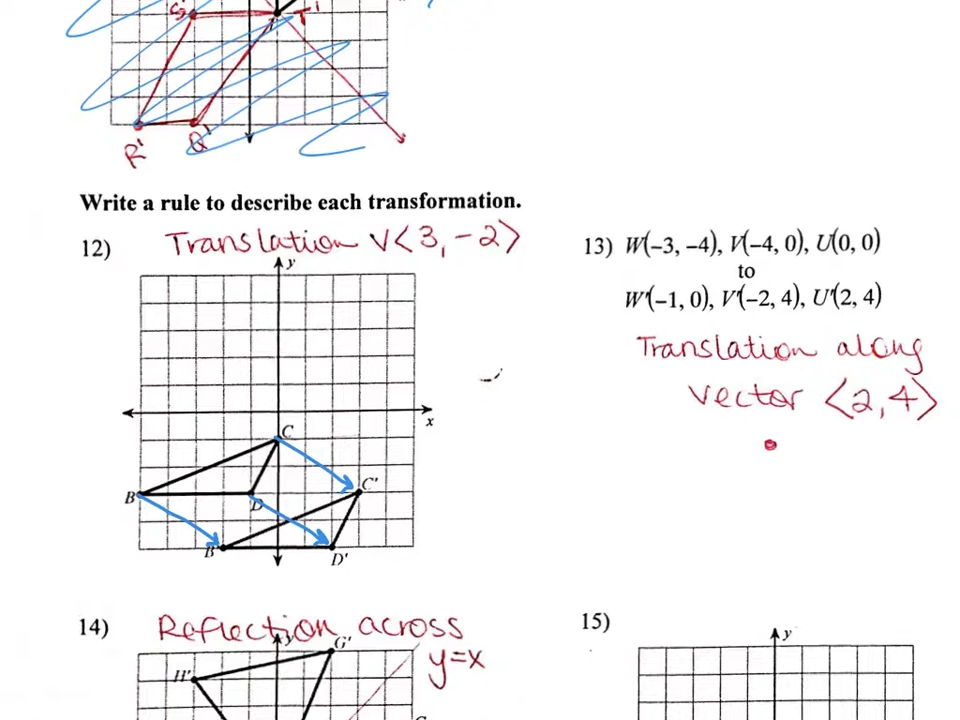 S' T'
R' Q'
Write a rule to describe each transformation.
12) Translation V<3, -2>
y
x
C
B D C'
B' D'
13) W(−3, −4), V(−4, 0), U(0, 0)
to
W'(−1, 0), V'(−2, 4), U'(2, 4)
Translation along
vector <2, 4>
14) Reflection across
y=x
y G'
H'
15)
y